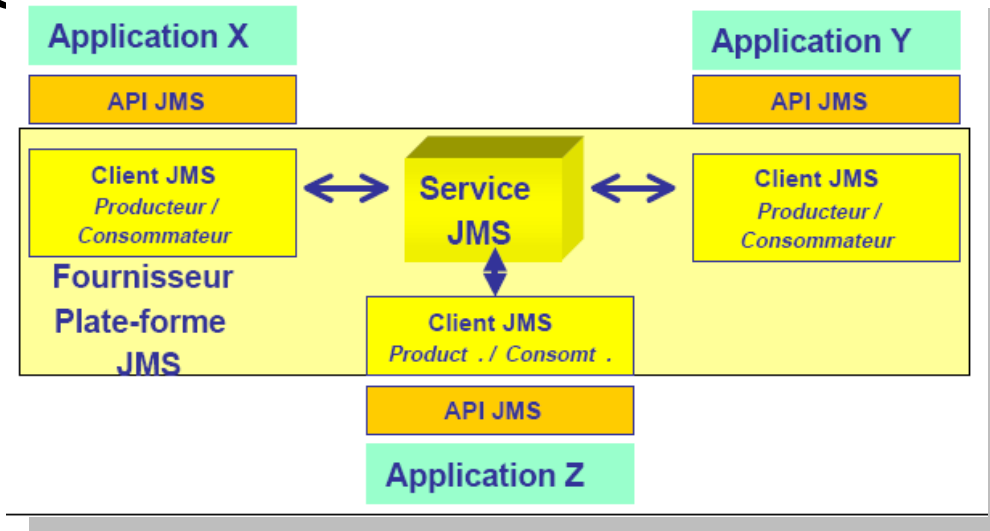 Application X
Application Y
API JMS
API JMS
Client JMS
Producteur /
Consommateur
Service
JMS
Client JMS
Producteur /
Consommateur
Fournisseur
Plate-forme
JMS
Client JMS
Product . / Consomt .
API JMS
Application Z